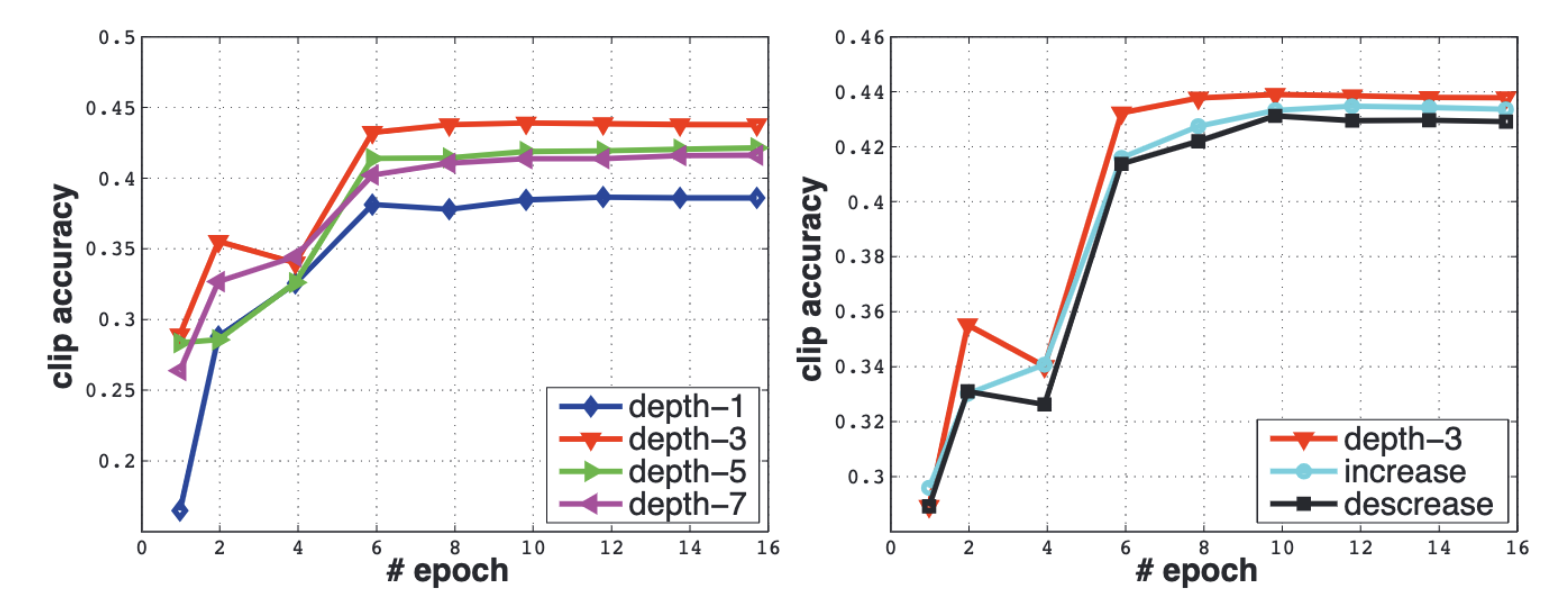 0.5
0.45
0.4
0.35
0.3
0.25
0.2
clip accuracy
0 2 4 6 8 10 12 14 16
# epoch
depth-1
depth-3
depth-5
depth-7
0.46
0.44
0.42
0.4
0.38
0.36
0.34
0.32
0.3
clip accuracy
0 2 4 6 8 10 12 14 16
# epoch
depth-3
increase
descrease